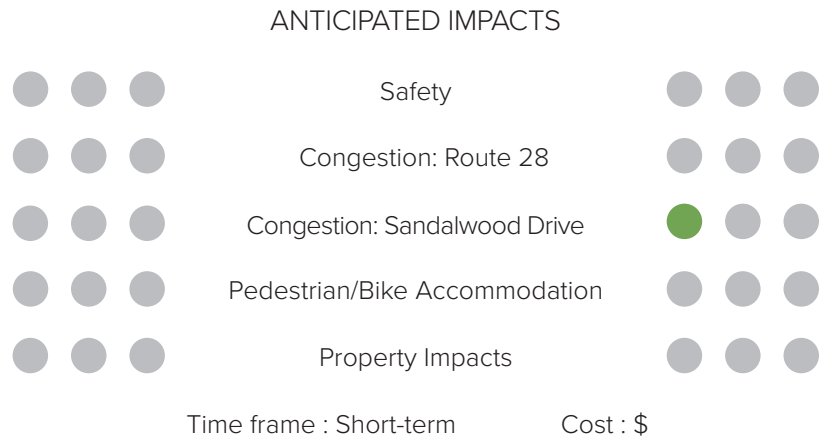 ANTICIPATED IMPACTS
Safety
Congestion: Route 28
Congestion: Sandalwood Drive
Pedestrian/Bike Accommodation
Property Impacts
Time frame : Short-term Cost : $